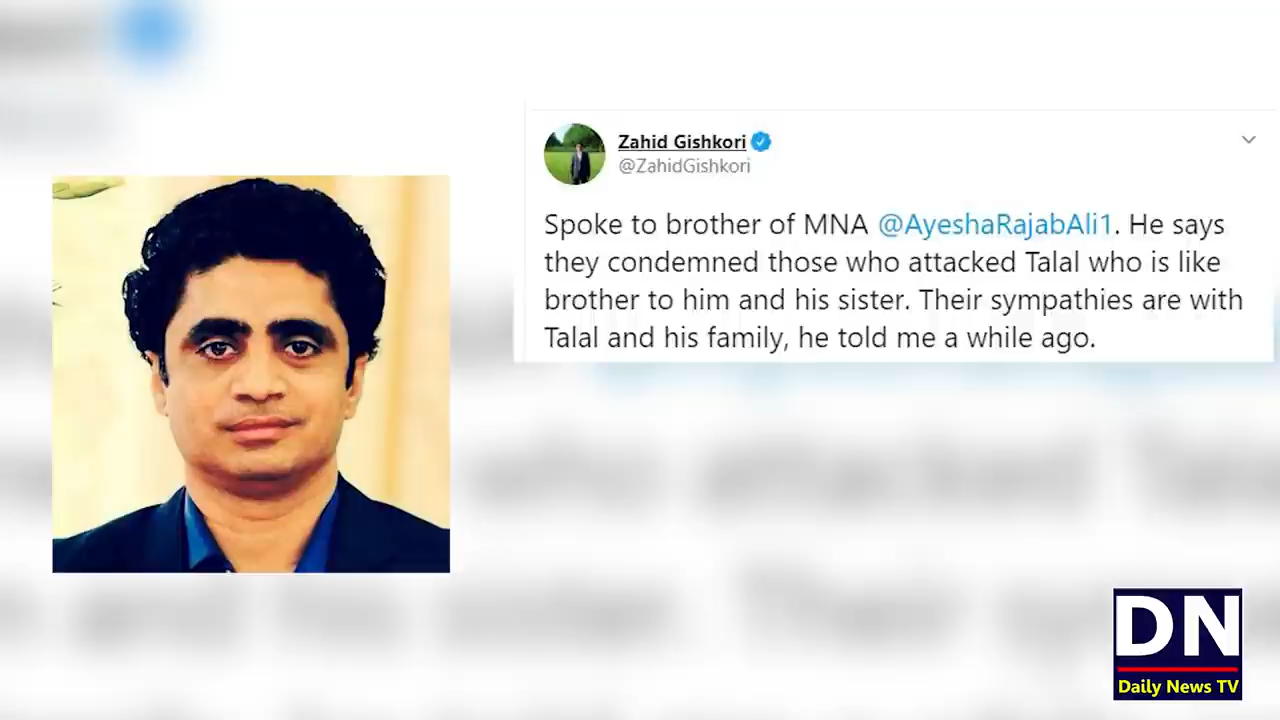 Zahid Gishkori
@ZahidGishkori
Spoke to brother of MNA @AyeshaRajabAli1. He says
they condemned those who attacked Talal who is like
brother to him and his sister. Their sympathies are with
Talal and his family, he told me a while ago.
DN
Daily News TV